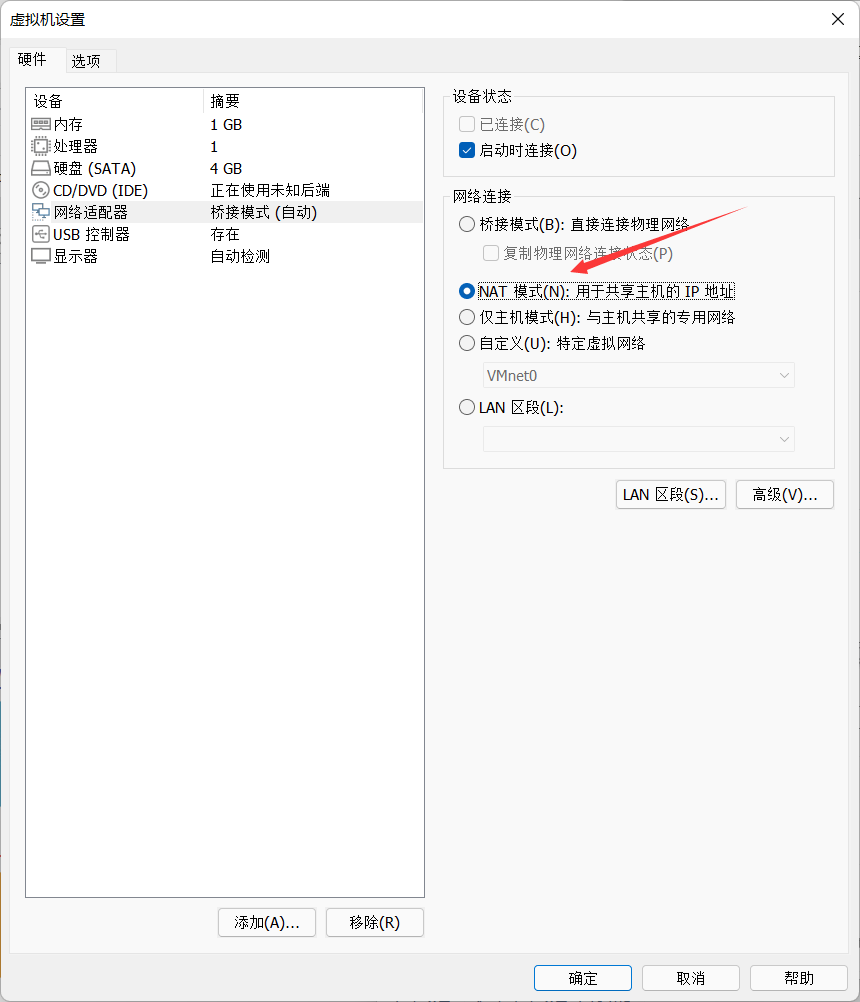 虚拟机设置
硬件 选项
设备 摘要
内存 1 GB
处理器 1
硬盘 (SATA) 4 GB
CD/DVD (IDE) 正在使用未知后端
网络适配器 桥接模式 (自动)
USB 控制器 存在
显示器 自动检测
添加(A)... 移除(R)
设备状态
已连接(C)
启动时连接(O)
网络连接
桥接模式(B): 直接连接物理网络
复制物理网络连接状态(P)
NAT 模式(N): 用于共享主机的 IP 地址
仅主机模式(H): 与主机共享的专用网络
自定义(U): 特定虚拟网络
VMnet0
LAN 区段(L):
LAN 区段(S)... 高级(V)...
确定 取消 帮助